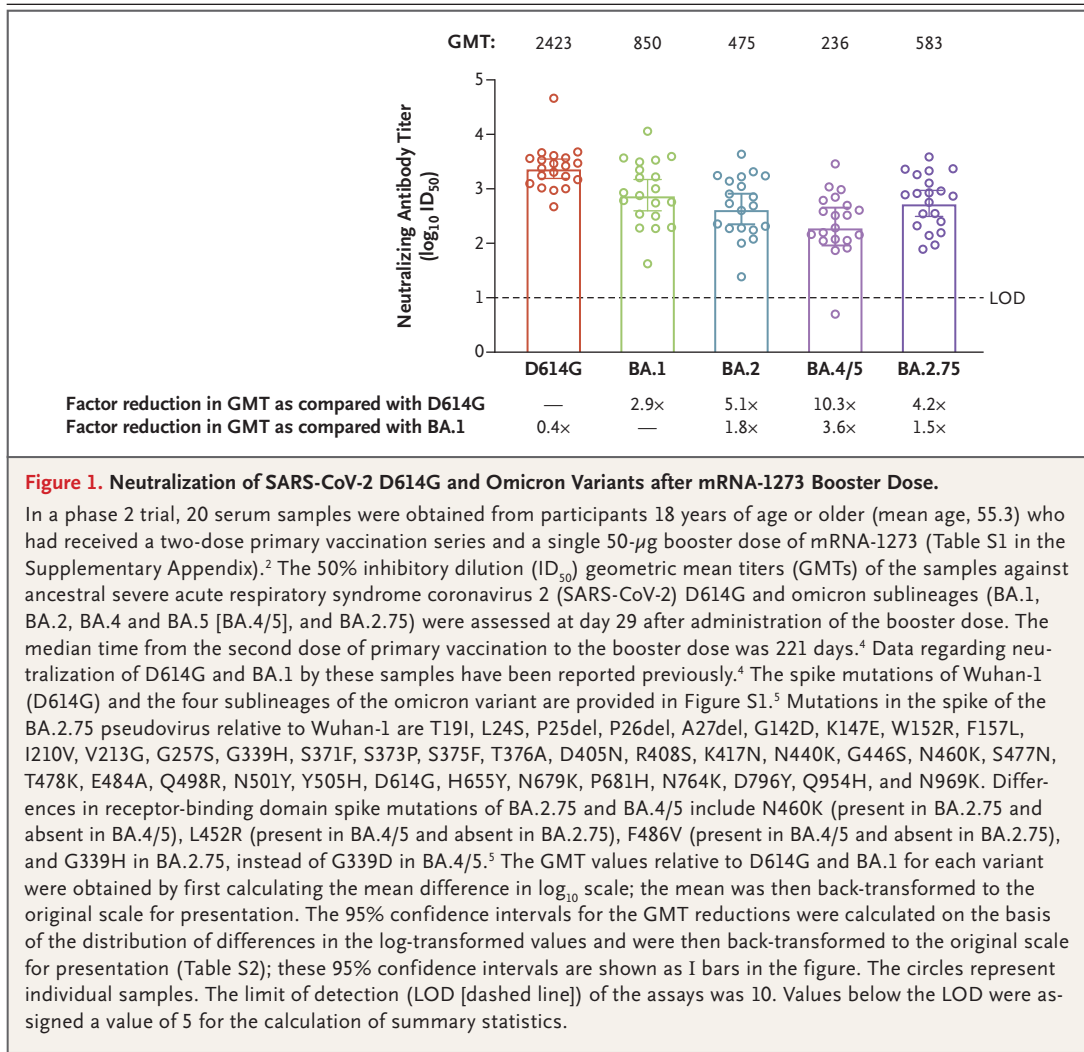 GMT: 2423 850 475 236 583
Neutralizing Antibody Titer
(log₁₀ ID₅₀)
5
4
3
2
1
0
LOD
D614G BA.1 BA.2 BA.4/5 BA.2.75
Factor reduction in GMT as compared with D614G — 2.9× 5.1× 10.3× 4.2×
Factor reduction in GMT as compared with BA.1 0.4× — 1.8× 3.6× 1.5×
Figure 1. Neutralization of SARS-CoV-2 D614G and Omicron Variants after mRNA-1273 Booster Dose.
In a phase 2 trial, 20 serum samples were obtained from participants 18 years of age or older (mean age, 55.3) who
had received a two-dose primary vaccination series and a single 50-μg booster dose of mRNA-1273 (Table S1 in the
Supplementary Appendix).² The 50% inhibitory dilution (ID₅₀) geometric mean titers (GMTs) of the samples against
ancestral severe acute respiratory syndrome coronavirus 2 (SARS-CoV-2) D614G and omicron sublineages (BA.1,
BA.2, BA.4 and BA.5 [BA.4/5], and BA.2.75) were assessed at day 29 after administration of the booster dose. The
median time from the second dose of primary vaccination to the booster dose was 221 days.⁴ Data regarding neu-
tralization of D614G and BA.1 by these samples have been reported previously.⁴ The spike mutations of Wuhan-1
(D614G) and the four sublineages of the omicron variant are provided in Figure S1.⁵ Mutations in the spike of the
BA.2.75 pseudovirus relative to Wuhan-1 are T19I, L24S, P25del, P26del, A27del, G142D, K147E, W152R, F157L,
I210V, V213G, G257S, G339H, S371F, S373P, S375F, T376A, D405N, R408S, K417N, N440K, G446S, N460K, S477N,
T478K, E484A, Q498R, N501Y, Y505H, D614G, H655Y, N679K, P681H, N764K, D796Y, Q954H, and N969K. Differ-
ences in receptor-binding domain spike mutations of BA.2.75 and BA.4/5 include N460K (present in BA.2.75 and
absent in BA.4/5), L452R (present in BA.4/5 and absent in BA.2.75), F486V (present in BA.4/5 and absent in BA.2.75),
and G339H in BA.2.75, instead of G339D in BA.4/5.⁵ The GMT values relative to D614G and BA.1 for each variant
were obtained by first calculating the mean difference in log₁₀ scale; the mean was then back-transformed to the
original scale for presentation. The 95% confidence intervals for the GMT reductions were calculated on the basis
of the distribution of differences in the log-transformed values and were then back-transformed to the original scale
for presentation (Table S2); these 95% confidence intervals are shown as I bars in the figure. The circles represent
individual samples. The limit of detection (LOD [dashed line]) of the assays was 10. Values below the LOD were as-
signed a value of 5 for the calculation of summary statistics.